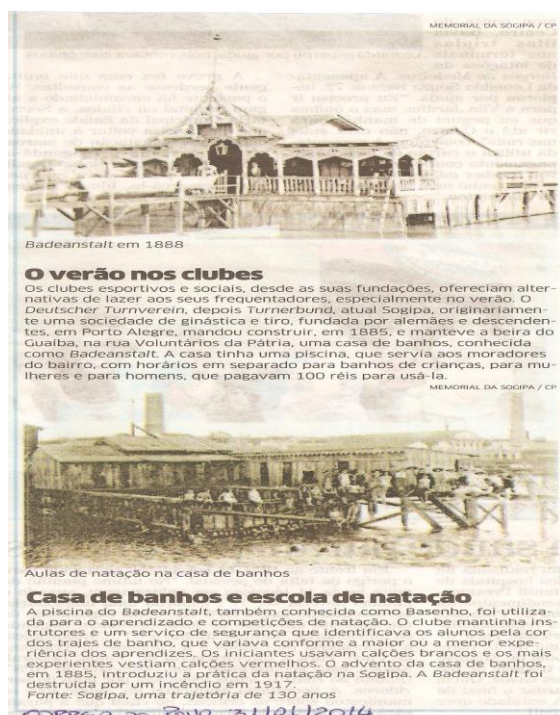 MEMORIAL DA SOGIPA / CP
Badeanstalt em 1888
O verão nos clubes
Os clubes esportivos e sociais, desde as suas fundações, ofereciam alter-
nativas de lazer aos seus frequentadores, especialmente no verão. O
Deutscher Turnverein, depois Turnerbund, atual Sogipa, originariamen-
te uma sociedade de ginástica e tiro, fundada por alemães e descenden-
tes, em Porto Alegre, mandou construir, em 1885, e manteve a beira do
Guaíba, na rua Voluntários da Pátria, uma casa de banhos, conhecida
como Badeanstalt. A casa tinha uma piscina, que servia aos moradores
do bairro, com horários em separado para banhos de crianças, para mu-
lheres e para homens, que pagavam 100 réis para usá-la.
MEMORIAL DA SOGIPA / CP
Aulas de natação na casa de banhos
Casa de banhos e escola de natação
A piscina do Badeanstalt, também conhecida como Basenho, foi utiliza-
da para o aprendizado e competições de natação. O clube mantinha ins-
trutores e um serviço de segurança que identificava os alunos pela cor
dos trajes de banho, que variava conforme a maior ou a menor expe-
riência dos aprendizes. Os iniciantes usavam calções brancos e os mais
experientes vestiam calções vermelhos. O advento da casa de banhos,
em 1885, introduziu a prática da natação na Sogipa. A Badeanstalt foi
destruída por um incêndio em 1917.
Fonte: Sogipa, uma trajetória de 130 anos
CORREIO do POVO 31/01/2014